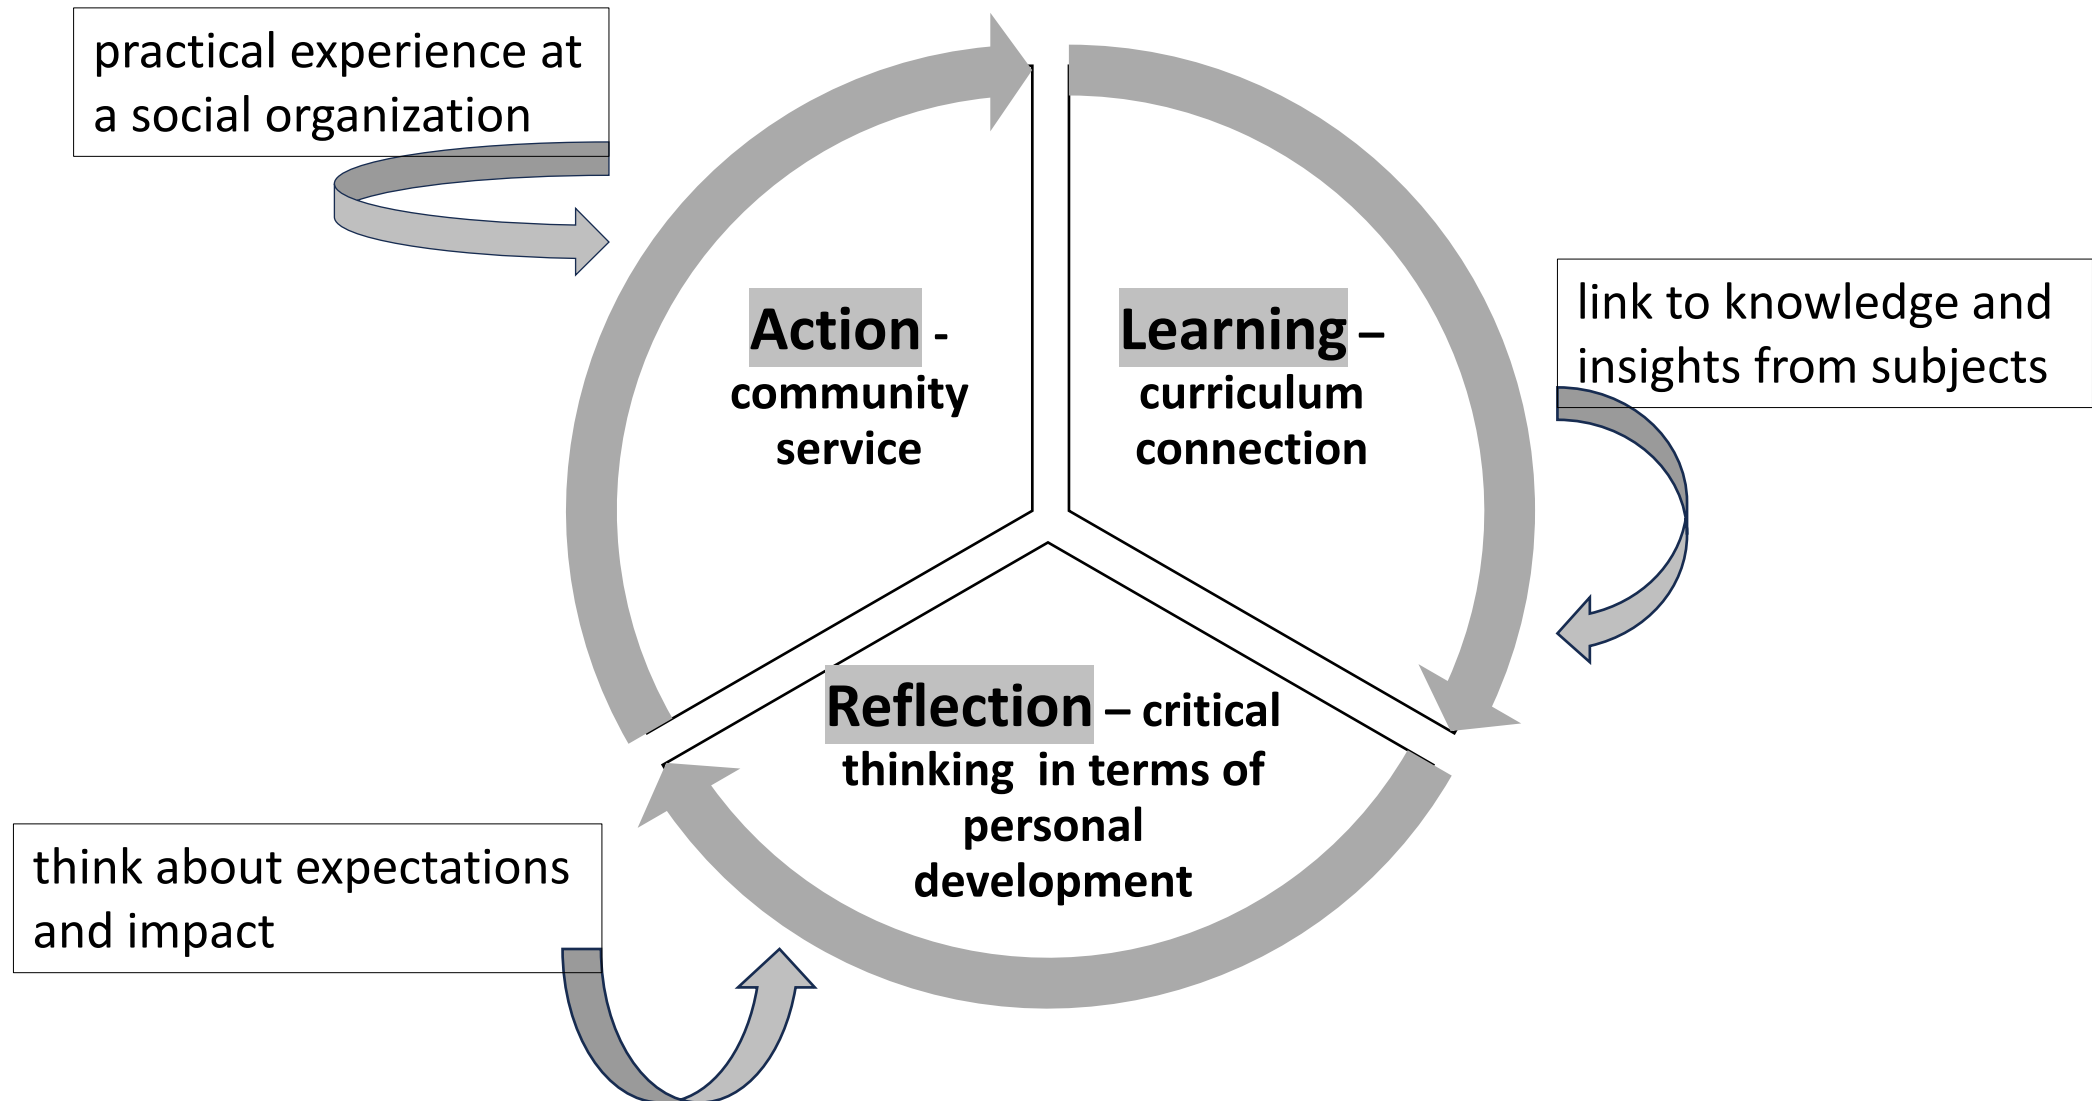 practical experience at
a social organization
Action -
community
service
Learning –
curriculum
connection
link to knowledge and
insights from subjects
Reflection – critical
thinking  in terms of
personal
development
think about expectations
and impact